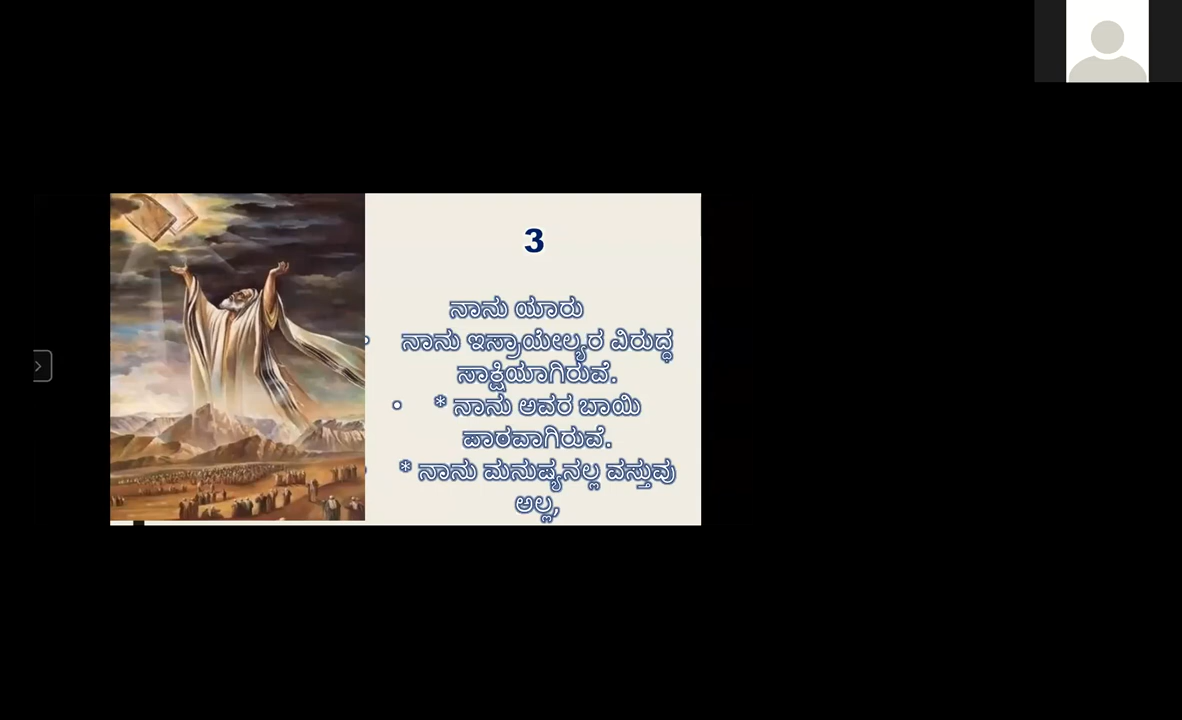 3
ನಾನು ಯಾರು
• ನಾನು ಇಸ್ರಾಯೇಲ್ಯರ ವಿರುದ್ಧ
ಸಾಕ್ಷಿಯಾಗಿರುವೆ.
• * ನಾನು ಅವರ ಬಾಯಿ
ಪಾಠವಾಗಿರುವೆ.
* ನಾನು ಮನುಷ್ಯನಲ್ಲ ವಸ್ತುವು
ಅಲ್ಲ,